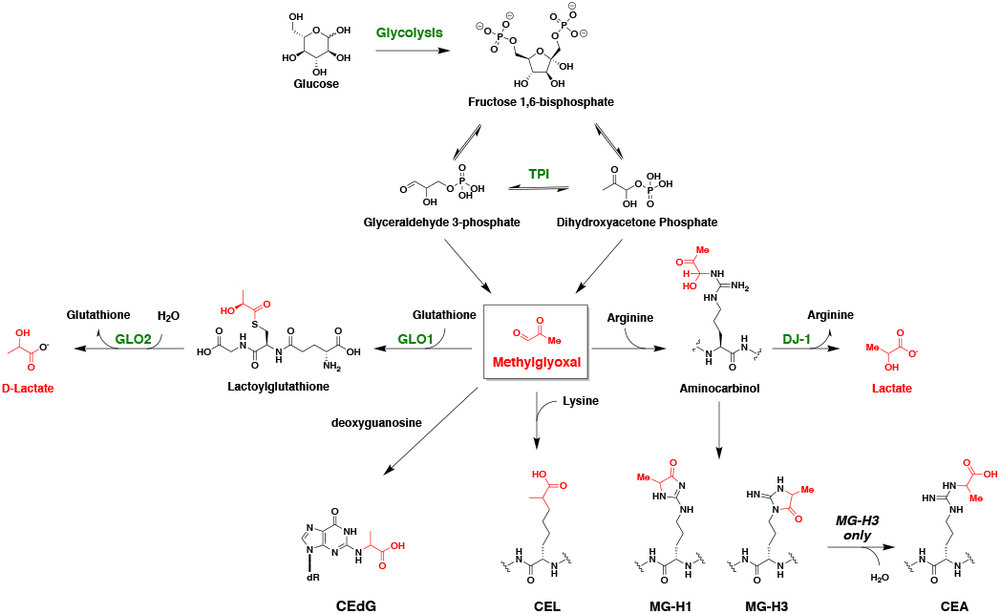 Glycolysis
Glucose
Fructose 1,6-bisphosphate
TPI
Glyceraldehyde 3-phosphate
Dihydroxyacetone Phosphate
Glutathione
H₂O
GLO2
D-Lactate
Lactoylglutathione
Glutathione
GLO1
Methylglyoxal
Arginine
Aminocarbinol
Arginine
DJ-1
Lactate
deoxyguanosine
Lysine
dR
CEdG
CEL
MG-H1
MG-H3
MG-H3
only
H₂O
CEA